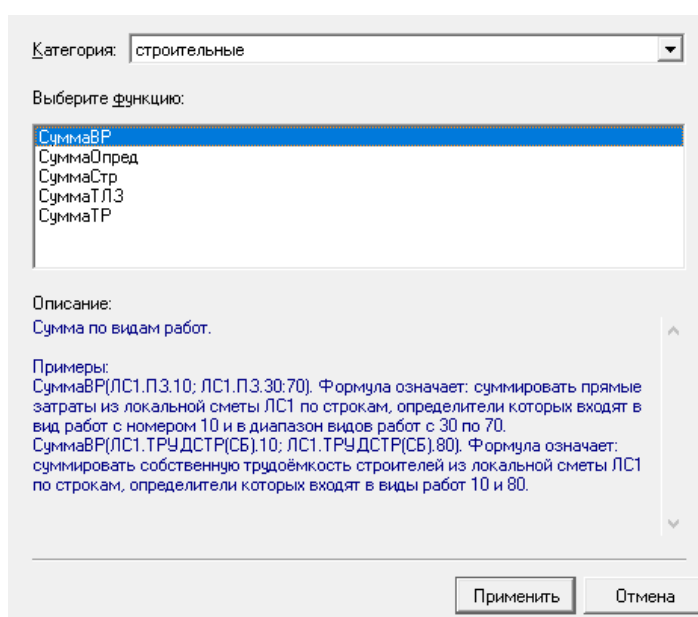 Категория: строительные
Выберите функцию:
СуммаВР
СуммаОпред
СуммаСтр
СуммаТЛЗ
СуммаТР
Описание:
Сумма по видам работ.
Примеры:
СуммаВР(ЛС1.ПЗ.10; ЛС1.ПЗ.30:70). Формула означает: суммировать прямые
затраты из локальной сметы ЛС1 по строкам, определители которых входят в
вид работ с номером 10 и в диапазон видов работ с 30 по 70.
СуммаВР(ЛС1.ТРУДСТР(СБ).10; ЛС1.ТРУДСТР(СБ).80). Формула означает:
суммировать собственную трудоёмкость строителей из локальной сметы ЛС1
по строкам, определители которых входят в виды работ 10 и 80.
Применить Отмена